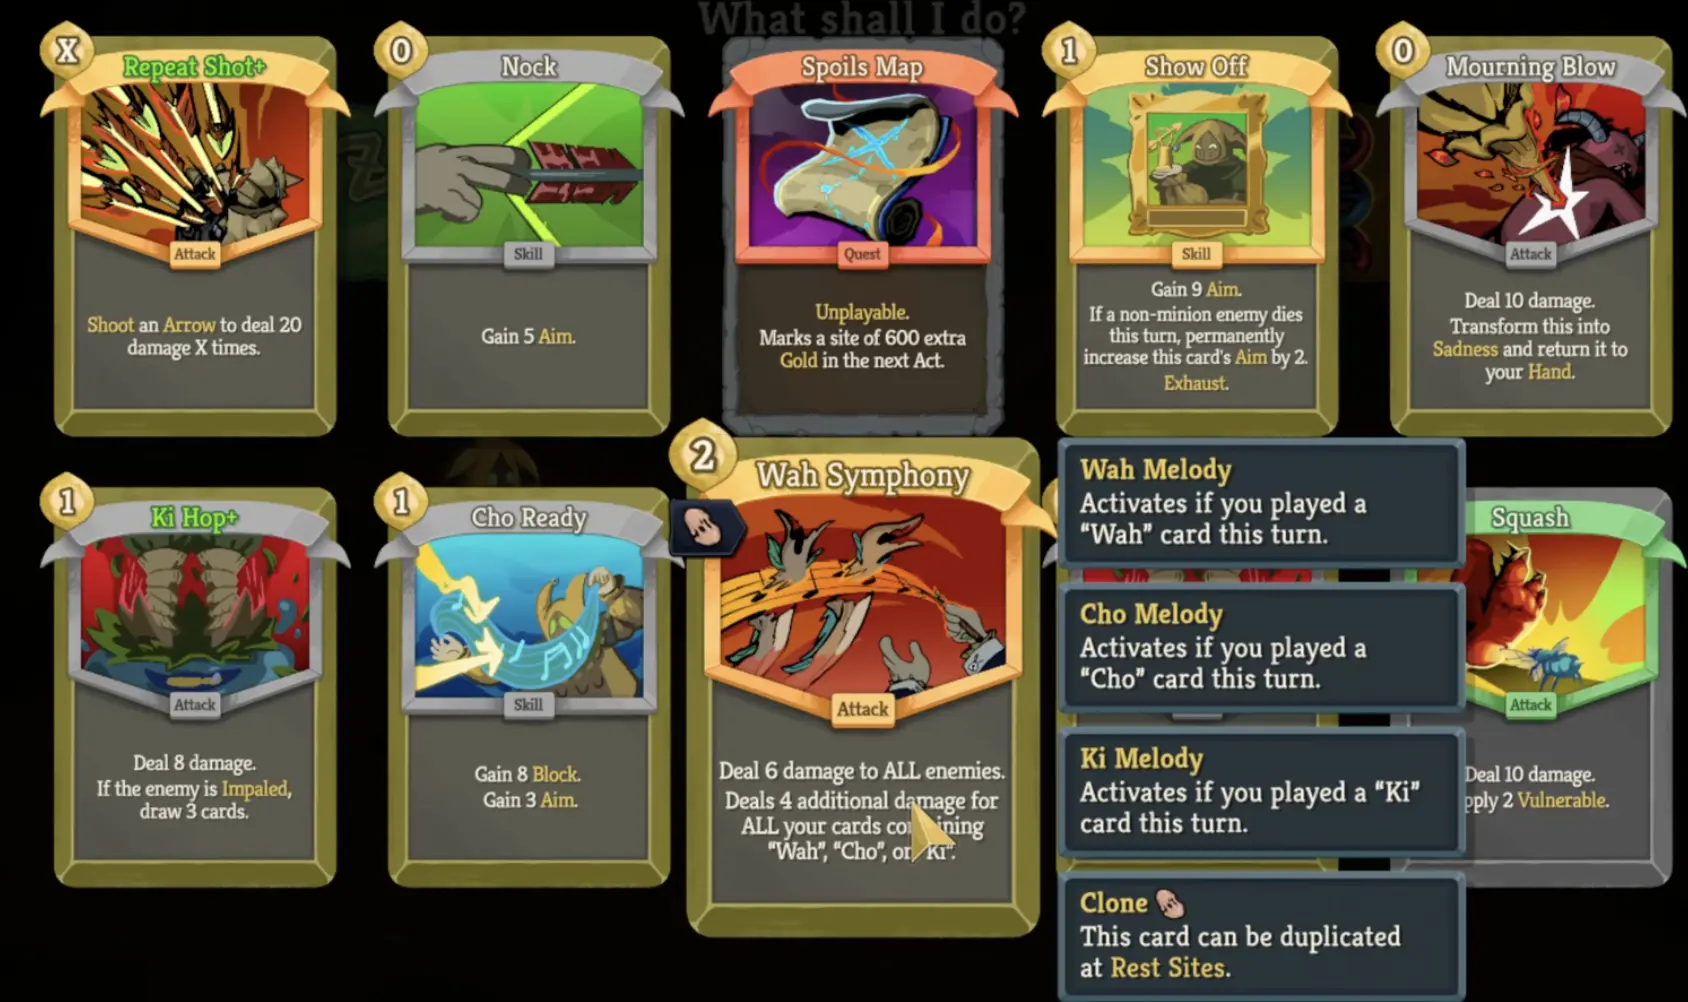 What shall I do?
X
Repeat Shot+
Attack
Shoot an Arrow to deal 20
damage X times.
0
Nock
Skill
Gain 5 Aim.
Spoils Map
Quest
Unplayable.
Marks a site of 600 extra
Gold in the next Act.
1
Show Off
Skill
Gain 9 Aim.
If a non-minion enemy dies
this turn, permanently
increase this card's Aim by 2.
Exhaust.
0
Mourning Blow
Attack
Deal 10 damage.
Transform this into
Sadness and return it to
your Hand.
1
Ki Hop+
Attack
Deal 8 damage.
If the enemy is Impaled,
draw 3 cards.
1
Cho Ready
Skill
Gain 8 Block.
Gain 3 Aim.
2
Wah Symphony
Attack
Deal 6 damage to ALL enemies.
Deals 4 additional damage for
ALL your cards containing
"Wah", "Cho", or "Ki".
Wah Melody
Activates if you played a
"Wah" card this turn.
Cho Melody
Activates if you played a
"Cho" card this turn.
Ki Melody
Activates if you played a "Ki"
card this turn.
Clone
This card can be duplicated
at Rest Sites.
Squash
Attack
Deal 10 damage.
pply 2 Vulnerable.